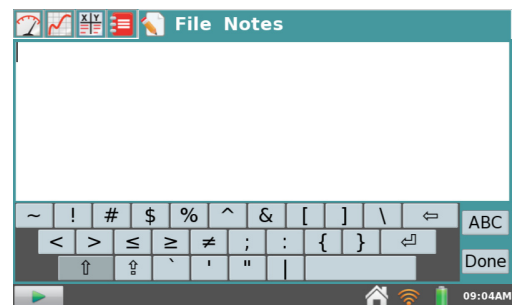 X Y File Notes
~ ! # $ % ^ & [ ] \ ⇦ ABC
< > ≤ ≥ ≠ ; : { } ⏎
⇧ ⇪ ` ' " | Done
09:04AM